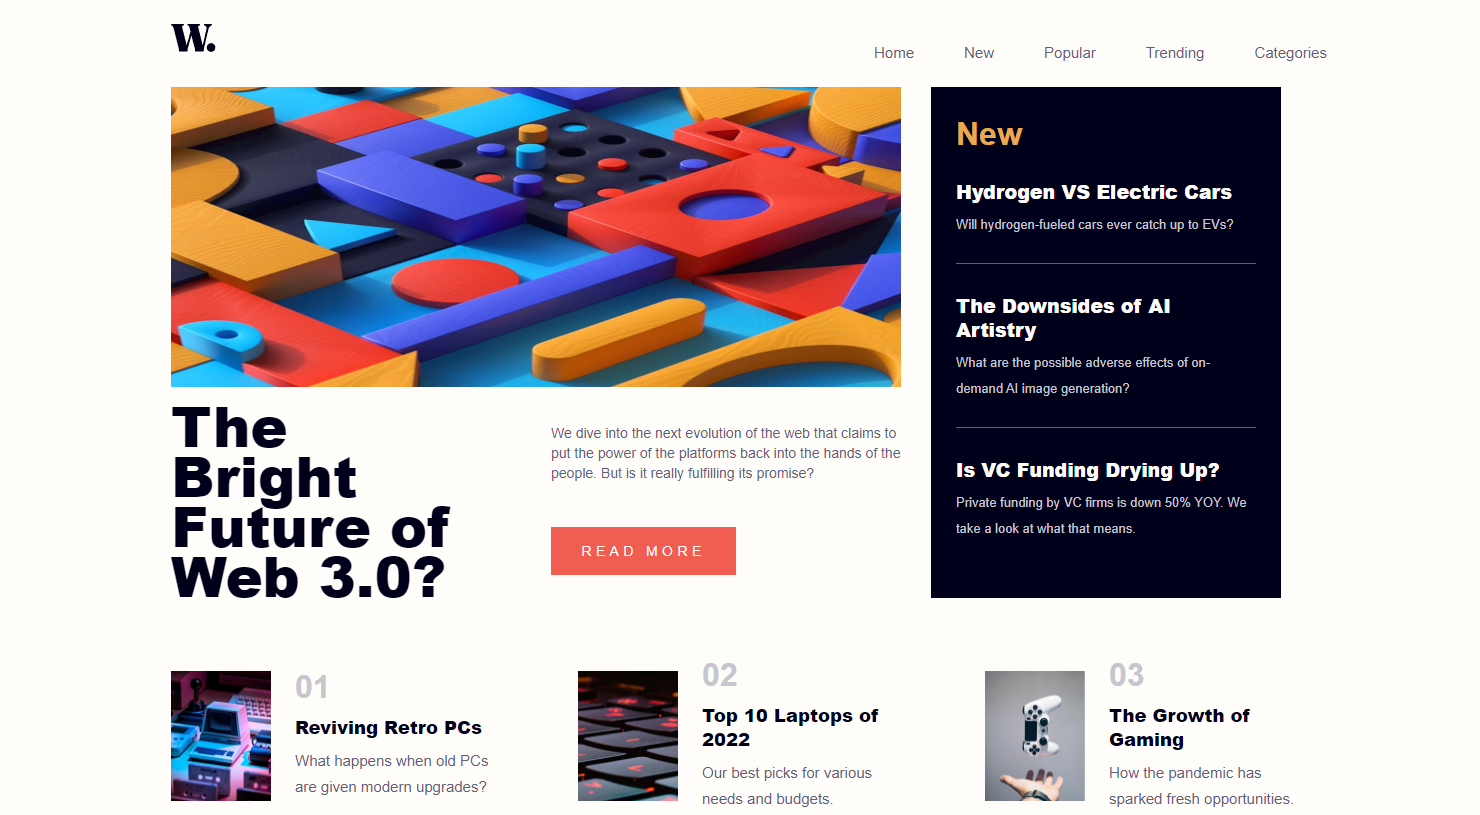 W.
Home
New
Popular
Trending
Categories
New
Hydrogen VS Electric Cars
Will hydrogen-fueled cars ever catch up to EVs?
The Downsides of AI
Artistry
What are the possible adverse effects of on-
demand AI image generation?
Is VC Funding Drying Up?
Private funding by VC firms is down 50% YOY. We
take a look at what that means.
The
Bright
Future of
Web 3.0?
We dive into the next evolution of the web that claims to
put the power of the platforms back into the hands of the
people. But is it really fulfilling its promise?
READ MORE
01
Reviving Retro PCs
What happens when old PCs
are given modern upgrades?
02
Top 10 Laptops of
2022
Our best picks for various
needs and budgets.
03
The Growth of
Gaming
How the pandemic has
sparked fresh opportunities.